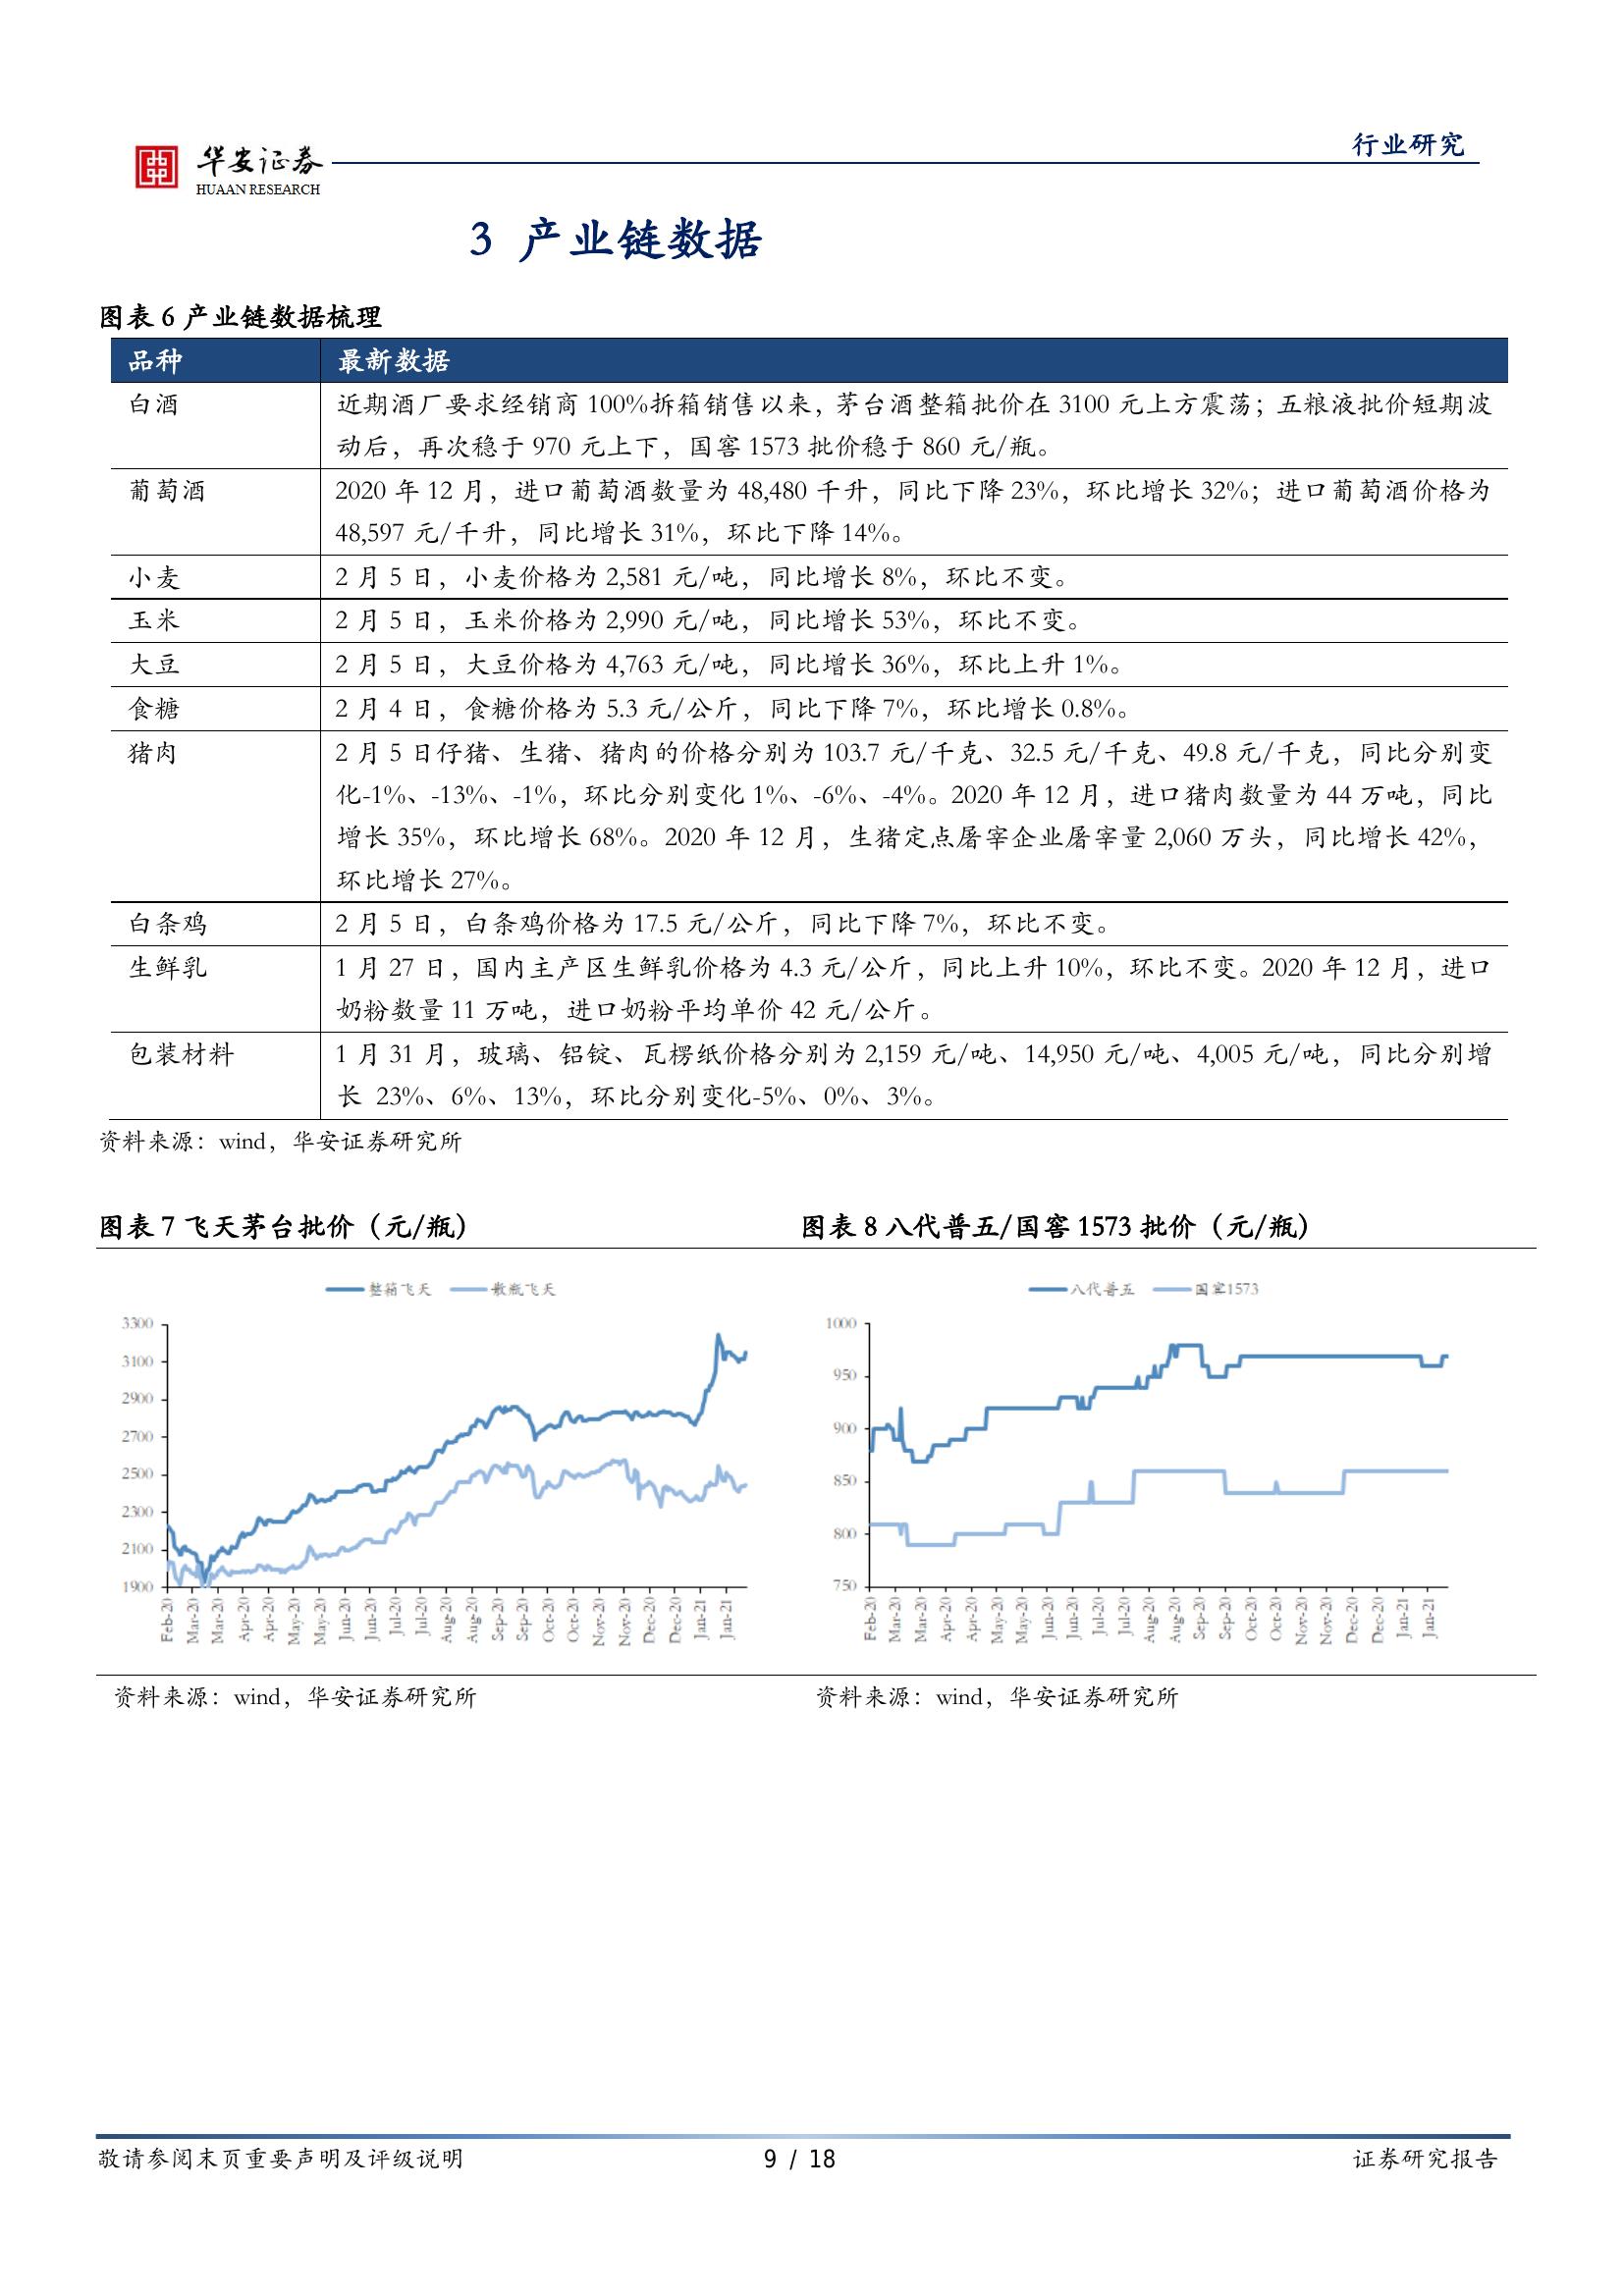 华安证券
HUAAN RESEARCH
行业研究
3 产业链数据
图表 6 产业链数据梳理
品种 最新数据
白酒 近期酒厂要求经销商 100%拆箱销售以来，茅台酒整箱批价在 3100 元上方震荡；五粮液批价短期波
动后，再次稳于 970 元上下，国窖 1573 批价稳于 860 元/瓶。
葡萄酒 2020 年 12 月，进口葡萄酒数量为 48,480 千升，同比下降 23%，环比增长 32%；进口葡萄酒价格为
48,597 元/千升，同比增长 31%，环比下降 14%。
小麦 2 月 5 日，小麦价格为 2,581 元/吨，同比增长 8%，环比不变。
玉米 2 月 5 日，玉米价格为 2,990 元/吨，同比增长 53%，环比不变。
大豆 2 月 5 日，大豆价格为 4,763 元/吨，同比增长 36%，环比上升 1%。
食糖 2 月 4 日，食糖价格为 5.3 元/公斤，同比下降 7%，环比增长 0.8%。
猪肉 2 月 5 日仔猪、生猪、猪肉的价格分别为 103.7 元/千克、32.5 元/千克、49.8 元/千克，同比分别变
化-1%、-13%、-1%，环比分别变化 1%、-6%、-4%。2020 年 12 月，进口猪肉数量为 44 万吨，同比
增长 35%，环比增长 68%。2020 年 12 月，生猪定点屠宰企业屠宰量 2,060 万头，同比增长 42%，
环比增长 27%。
白条鸡 2 月 5 日，白条鸡价格为 17.5 元/公斤，同比下降 7%，环比不变。
生鲜乳 1 月 27 日，国内主产区生鲜乳价格为 4.3 元/公斤，同比上升 10%，环比不变。2020 年 12 月，进口
奶粉数量 11 万吨，进口奶粉平均单价 42 元/公斤。
包装材料 1 月 31 月，玻璃、铝锭、瓦楞纸价格分别为 2,159 元/吨、14,950 元/吨、4,005 元/吨，同比分别增
长 23%、6%、13%，环比分别变化-5%、0%、3%。
资料来源：wind，华安证券研究所
图表 7 飞天茅台批价（元/瓶）
整箱飞天 散瓶飞天
3300
3100
2900
2700
2500
2300
2100
1900
Feb-20 Mar-20 Mar-20 Apr-20 Apr-20 May-20 May-20 Jun-20 Jun-20 Jul-20 Jul-20 Aug-20 Aug-20 Sep-20 Sep-20 Oct-20 Oct-20 Nov-20 Nov-20 Dec-20 Dec-20 Jan-21 Jan-21
资料来源：wind，华安证券研究所
图表 8 八代普五/国窖 1573 批价（元/瓶）
八代普五 国窖1573
1000
950
900
850
800
750
Feb-20 Mar-20 Mar-20 Apr-20 Apr-20 May-20 May-20 Jun-20 Jun-20 Jul-20 Jul-20 Aug-20 Aug-20 Sep-20 Sep-20 Oct-20 Oct-20 Nov-20 Nov-20 Dec-20 Dec-20 Jan-21 Jan-21
资料来源：wind，华安证券研究所
敬请参阅末页重要声明及评级说明 9 / 18 证券研究报告